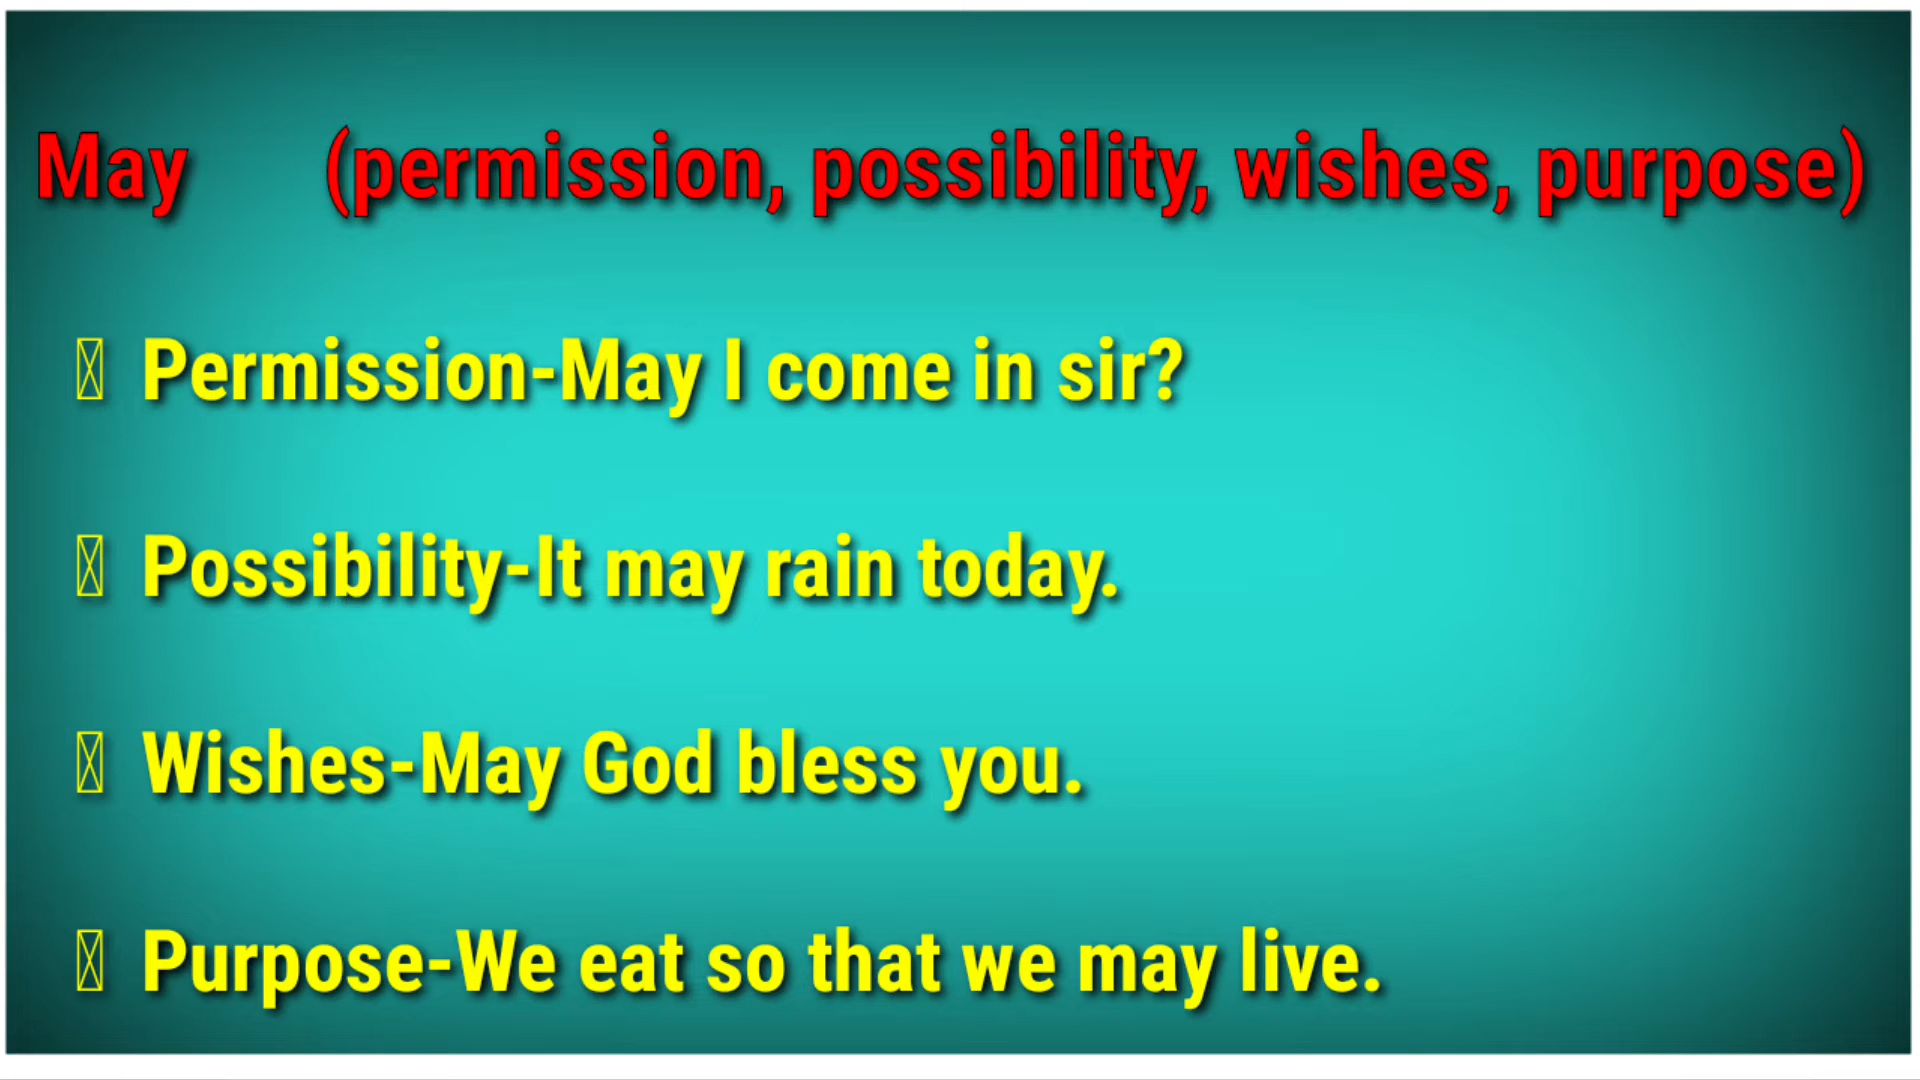 May (permission, possibility, wishes, purpose)
Permission-May I come in sir?
Possibility-It may rain today.
Wishes-May God bless you.
Purpose-We eat so that we may live.